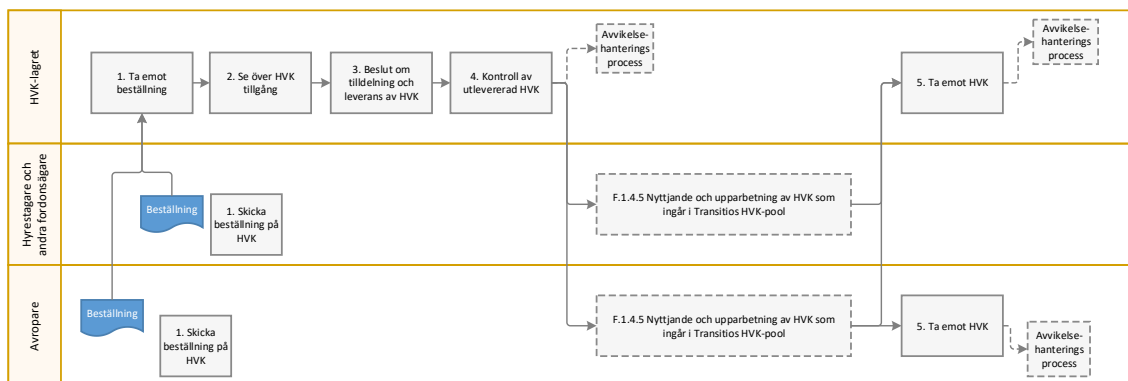 HVK-lagret
1. Ta emot
beställning
2. Se över HVK
tillgång
3. Beslut om
tilldelning och
leverans av HVK
4. Kontroll av
utlevererad HVK
Avvikelse-
hanterings
process
5. Ta emot HVK
Avvikelse-
hanterings
process
Hyrestagare och
andra fordonsägare
Beställning
1. Skicka
beställning på
HVK
F.1.4.5 Nyttjande och upparbetning av HVK som
ingår i Transitios HVK-pool
Avropare
Beställning
1. Skicka
beställning på
HVK
F.1.4.5 Nyttjande och upparbetning av HVK som
ingår i Transitios HVK-pool
5. Ta emot HVK
Avvikelse-
hanterings
process